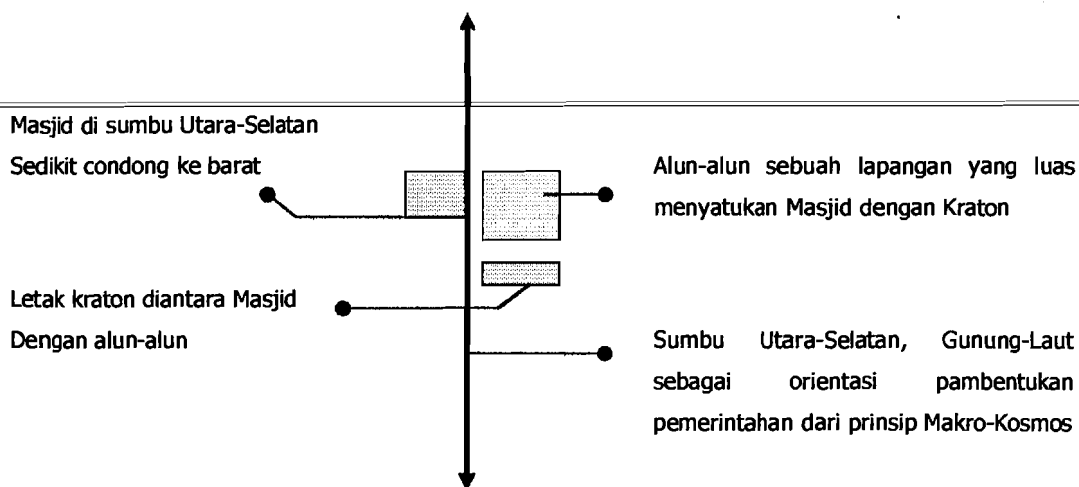 Masjid di sumbu Utara-Selatan
Sedikit condong ke barat
Alun-alun sebuah lapangan yang luas
menyatukan Masjid dengan Kraton
Letak kraton diantara Masjid
Dengan alun-alun
Sumbu Utara-Selatan, Gunung-Laut
sebagai orientasi pambentukan
pemerintahan dari prinsip Makro-Kosmos